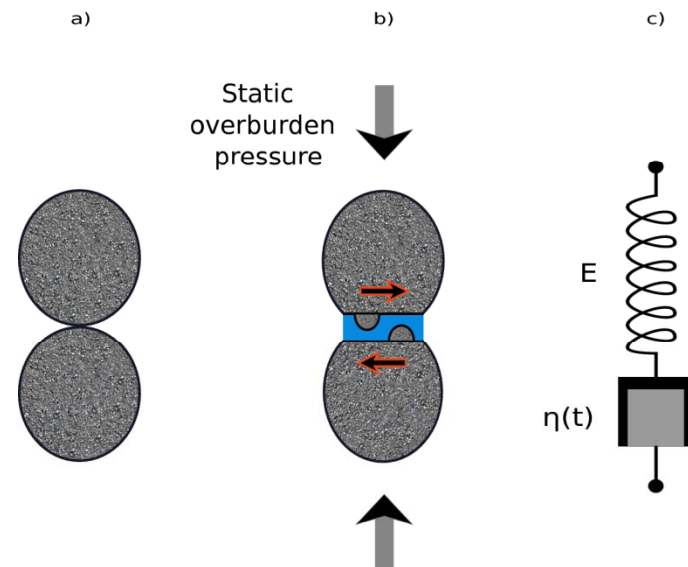 a)
b)
c)
Static
overburden
pressure
E
η(t)